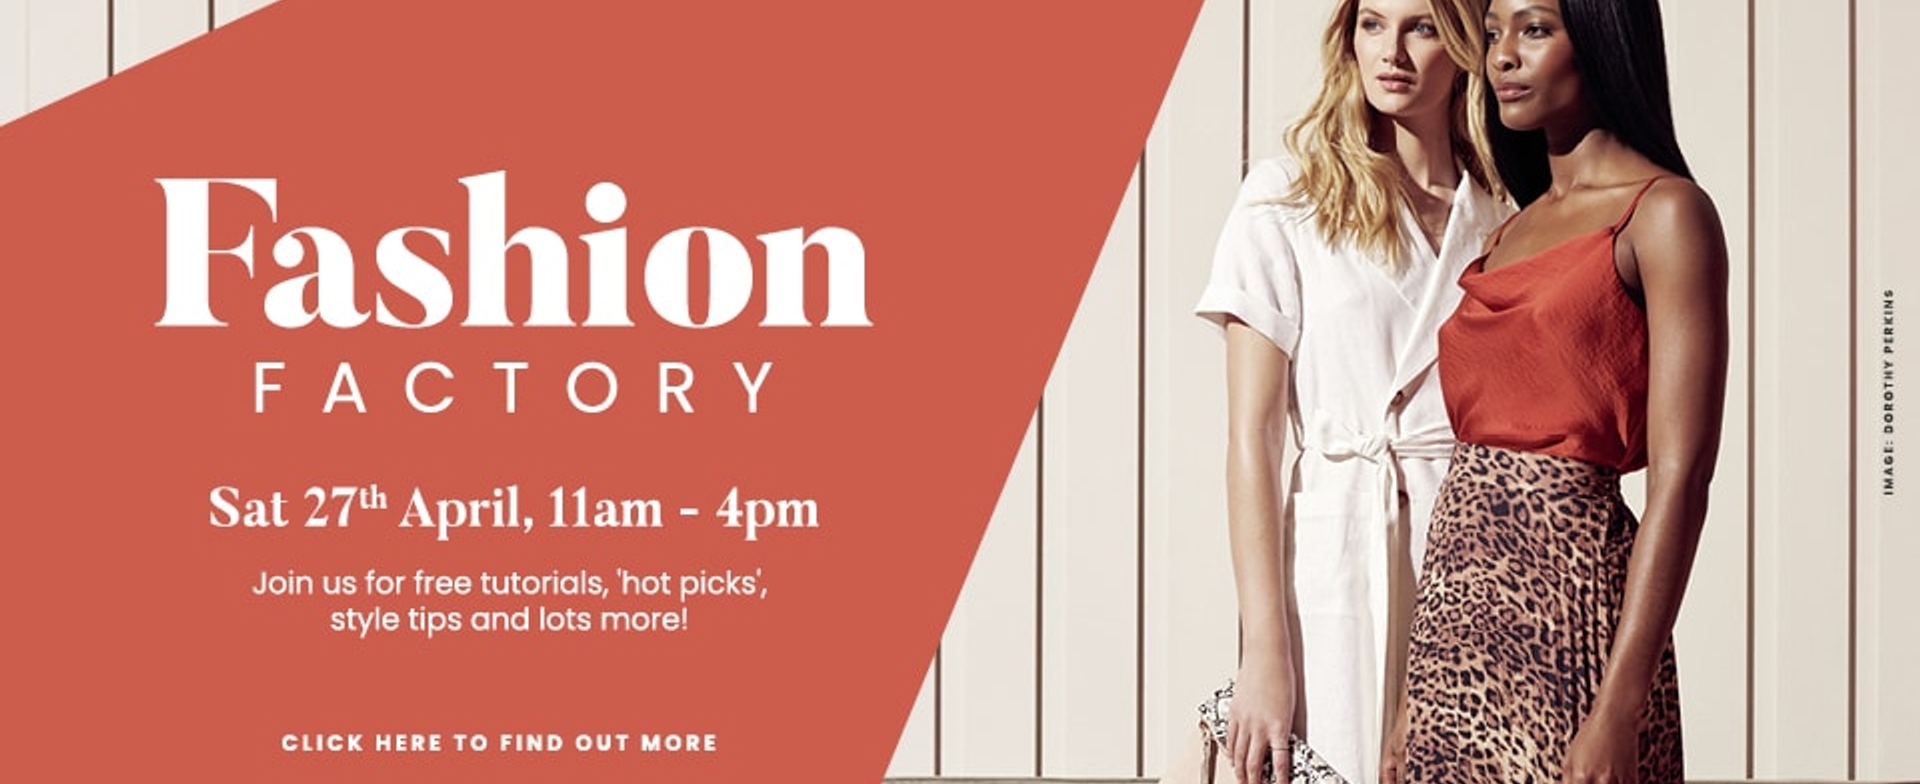 Fashion
FACTORY
Sat 27th April, 11am - 4pm
Join us for free tutorials, 'hot picks',
style tips and lots more!
CLICK HERE TO FIND OUT MORE
IMAGE: DOROTHY PERKINS